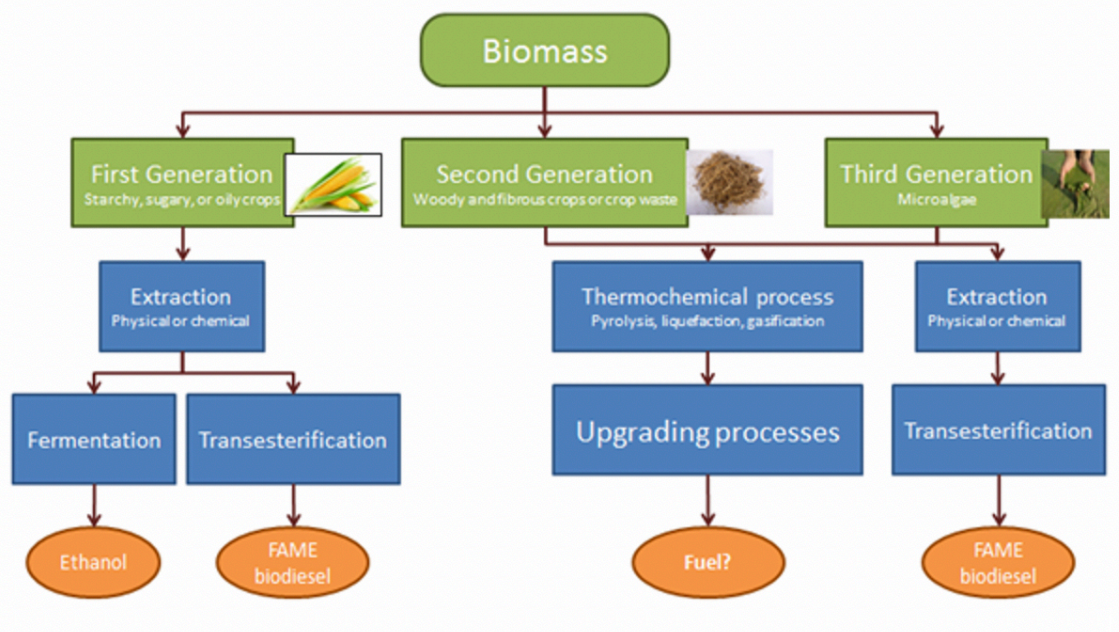 Biomass
First Generation
Starchy, sugary, or oily crops
Second Generation
Woody and fibrous crops or crop waste
Third Generation
Microalgae
Extraction
Physical or chemical
Thermochemical process
Pyrolysis, liquefaction, gasification
Extraction
Physical or chemical
Fermentation
Transesterification
Upgrading processes
Transesterification
Ethanol
FAME
biodiesel
Fuel?
FAME
biodiesel